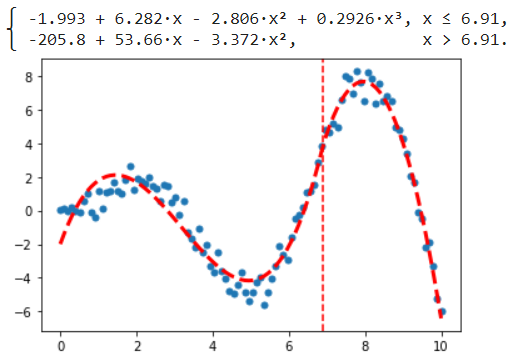 -1.993 + 6.282·x - 2.806·x² + 0.2926·x³, x ≤ 6.91,
-205.8 + 53.66·x - 3.372·x², x > 6.91.
8
6
4
2
0
−2
−4
−6
0 2 4 6 8 10